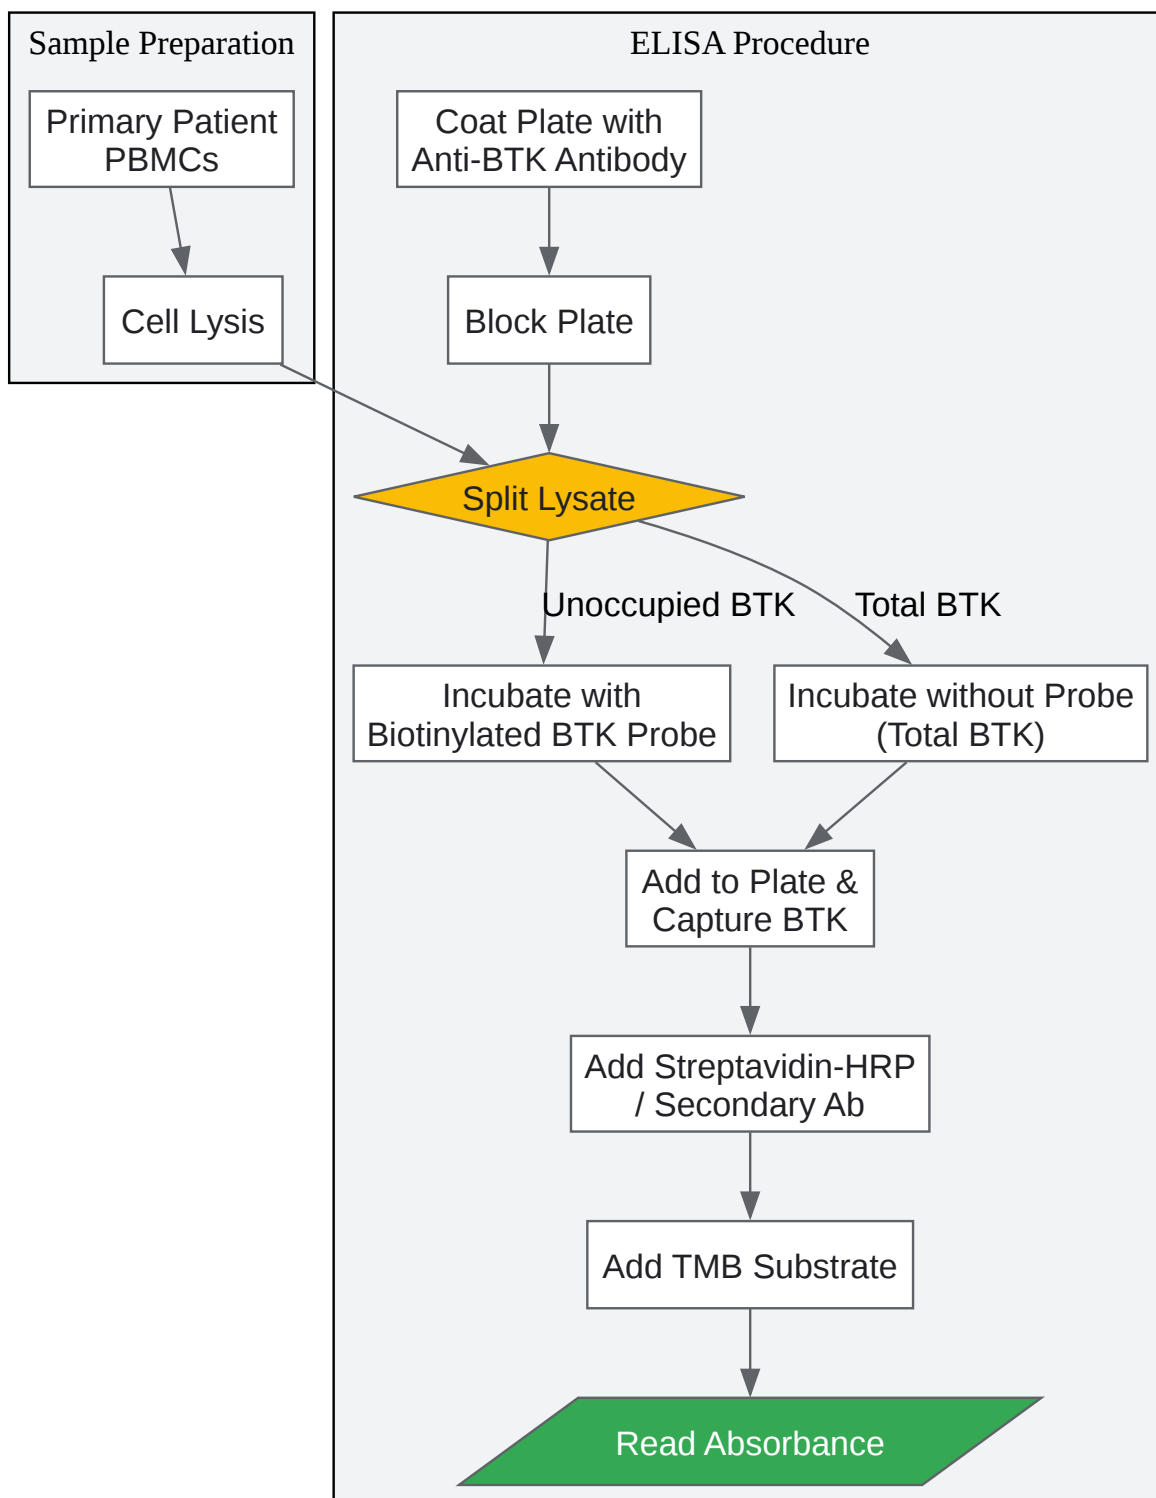 Sample Preparation
Primary Patient
PBMCs
Cell Lysis
ELISA Procedure
Coat Plate with
Anti-BTK Antibody
Block Plate
Split Lysate
Unoccupied BTK
Total BTK
Incubate with
Biotinylated BTK Probe
Incubate without Probe
(Total BTK)
Add to Plate &
Capture BTK
Add Streptavidin-HRP
/ Secondary Ab
Add TMB Substrate
Read Absorbance